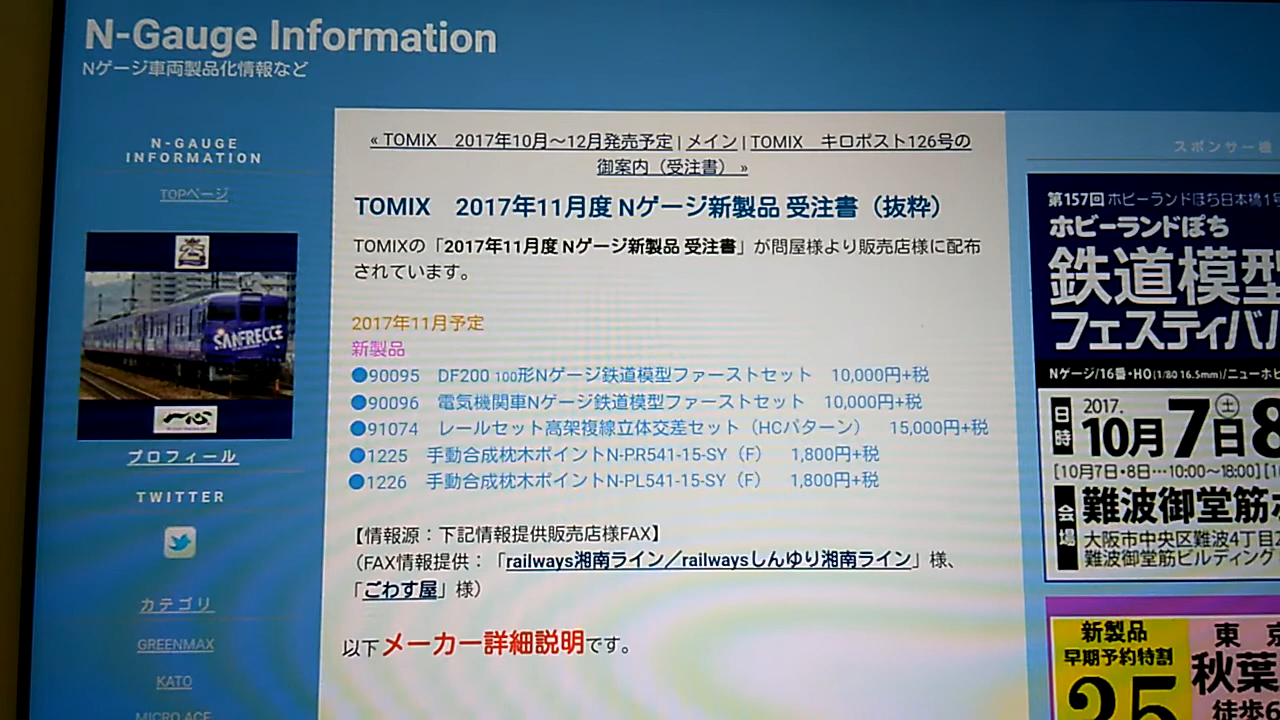 N-Gauge Information
Nゲージ車両製品化情報など
N-GAUGE
INFORMATION
TOPページ
SANFRECCE
プロフィール
TWITTER
カテゴリ
GREENMAX
KATO
MICRO ACE
« TOMIX 2017年10月～12月発売予定 | メイン | TOMIX キロポスト126号の
御案内（受注書） »
TOMIX 2017年11月度 Nゲージ新製品 受注書（抜粋）
TOMIXの「2017年11月度 Nゲージ新製品 受注書」が問屋様より販売店様に配布
されています。
2017年11月予定
新製品
●90095 DF200 100形Nゲージ鉄道模型ファーストセット 10,000円+税
●90096 電気機関車Nゲージ鉄道模型ファーストセット 10,000円+税
●91074 レールセット高架複線立体交差セット（HCパターン） 15,000円+税
●1225 手動合成枕木ポイントN-PR541-15-SY（F） 1,800円+税
●1226 手動合成枕木ポイントN-PL541-15-SY（F） 1,800円+税
【情報源：下記情報提供販売店様FAX】
（FAX情報提供：「railways湘南ライン／railwaysしんゆり湘南ライン」様、
「ごわす屋」様）
以下メーカー詳細説明です。
スポンサー様
第157回 ホビーランドぽち日本橋1号
ホビーランドぽち
鉄道模型
フェスティバル
Nゲージ/16番・HO(1/80 16.5mm)/ニューホビ
日時
2017.
10月7日(土)8
[10月7日・8日…10:00～18:00]
会場
難波御堂筋ホ
大阪市中央区難波4丁目2
難波御堂筋ビルディング
新製品
早期予約特割
25
東京
秋葉
徒歩6